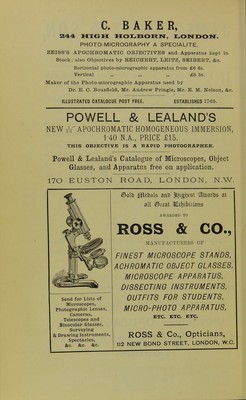 C. BAKER,
244 HIGH HOLBORN, LONDON.
PHOTO-MICROGRAPHY A SPECIALITE.
ZEISS'S APOCHROMATIC OBJECTIVES and Apparatus kept in
Stock: also Objectives by REICHERT, LEITZ, SEIBERT, &c.
Horizontal photo-micrographic apparatus from £8 6s.
Vertical " " £5 5s.
Maker of the Photo-micrographic Apparatus used by
Dr. E. C. Bousfield, Mr. Andrew Pringle, Mr. E. M. Nelson, &c.
ILLUSTRATED CATALOGUE POST FREE. ESTABLISHED 1765.
POWELL & LEALAND'S
NEW APOCHROMATIC HOMOGENEOUS IMMERSION,
1·40 N.A., PRICE £15.
THIS OBJECTIVE IS A RAPID PHOTOGRAPHER.
Powell & Lealand's Catalogue of Microscopes, Object
Glasses, and Apparatus free on application.
170 EUSTON ROAD, LONDON, N.W.
Gold Medals and Highest Awards at
all Great Exhibitions
AWARDED TO
ROSS & CO.,
MANUFACTURERS OF
FINEST MICROSCOPE STANDS,
ACHROMATIC OBJECT GLASSES,
MICROSCOPE APPARATUS,
DISSECTING INSTRUMENTS,
OUTFITS FOR STUDENTS,
MICRO-PHOTO APPARATUS,
ETC. ETC. ETC.
Send for Lists of
Microscopes,
Photographic Lenses,
Cameras,
Telescopes and
Binocular Glasses,
Surveying
& Drawing Instruments,
Spectacles,
&c. &c. &c.
ROSS & Co., Opticians,
112 NEW BOND STREET, LONDON, W.C.